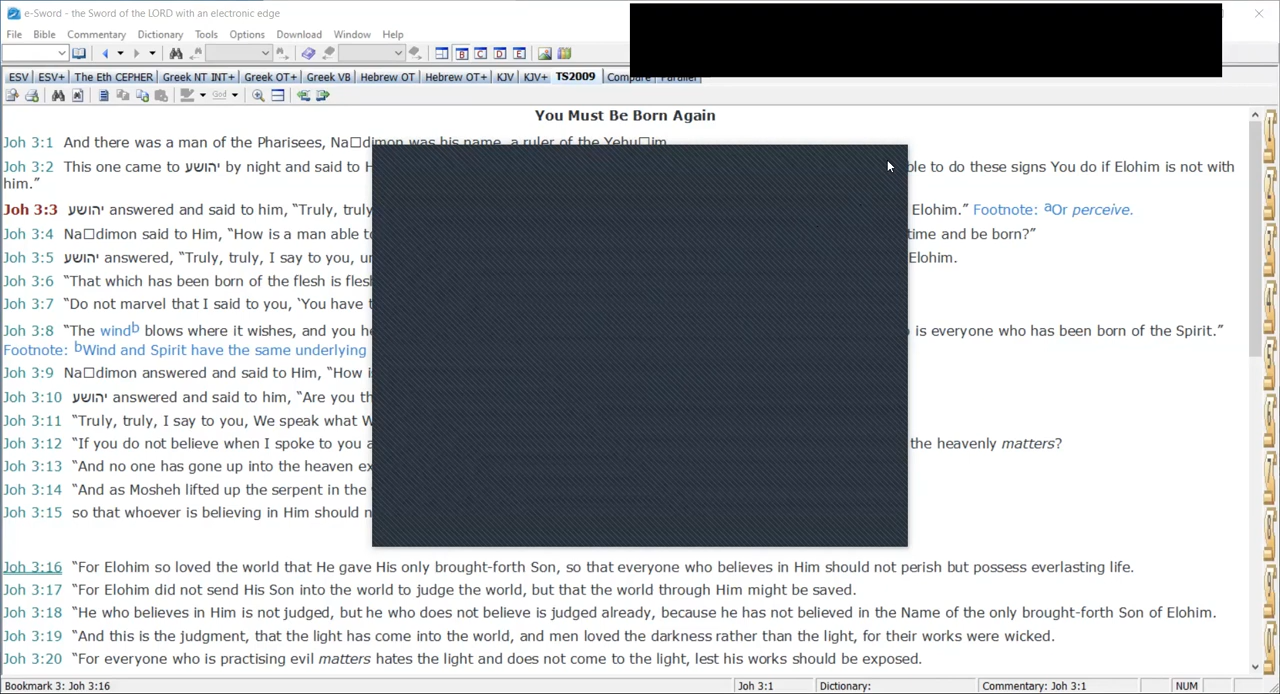 e-Sword - the Sword of the LORD with an electronic edge
File Bible Commentary Dictionary Tools Options Download Window Help
B C D E
ESV ESV+ The Eth CEPHER Greek NT INT+ Greek OT+ Greek VB Hebrew OT Hebrew OT+ KJV KJV+ TS2009 Compare Parallel
God
You Must Be Born Again
Joh 3:1 And there was a man of the Pharisees, Na□dimon was his name, a ruler of the Yehu□im.
Joh 3:2 This one came to יהושע by night and said to ble to do these signs You do if Elohim is not with
him.”
Joh 3:3 יהושע answered and said to him, “Truly, truly Elohim.” Footnote: aOr perceive.
Joh 3:4 Na□dimon said to Him, “How is a man able to time and be born?”
Joh 3:5 יהושע answered, “Truly, truly, I say to you, Elohim.
Joh 3:6 “That which has been born of the flesh is
Joh 3:7 “Do not marvel that I said to you, ‘You have
Joh 3:8 “The windb blows where it wishes, and you is everyone who has been born of the Spirit.”
Footnote: bWind and Spirit have the same underlying
Joh 3:9 Na□dimon answered and said to Him, “How
Joh 3:10 יהושע answered and said to him, “Are you
Joh 3:11 “Truly, truly, I say to you, We speak what
Joh 3:12 “If you do not believe when I spoke to you the heavenly matters?
Joh 3:13 “And no one has gone up into the heaven
Joh 3:14 “And as Mosheh lifted up the serpent in the
Joh 3:15 so that whoever is believing in Him should
Joh 3:16 “For Elohim so loved the world that He gave His only brought-forth Son, so that everyone who believes in Him should not perish but possess everlasting life.
Joh 3:17 “For Elohim did not send His Son into the world to judge the world, but that the world through Him might be saved.
Joh 3:18 “He who believes in Him is not judged, but he who does not believe is judged already, because he has not believed in the Name of the only brought-forth Son of Elohim.
Joh 3:19 “And this is the judgment, that the light has come into the world, and men loved the darkness rather than the light, for their works were wicked.
Joh 3:20 “For everyone who is practising evil matters hates the light and does not come to the light, lest his works should be exposed.
1
2
3
4
5
6
7
8
9
0
Bookmark 3: Joh 3:16 Joh 3:1 Dictionary: Commentary: Joh 3:1 NUM